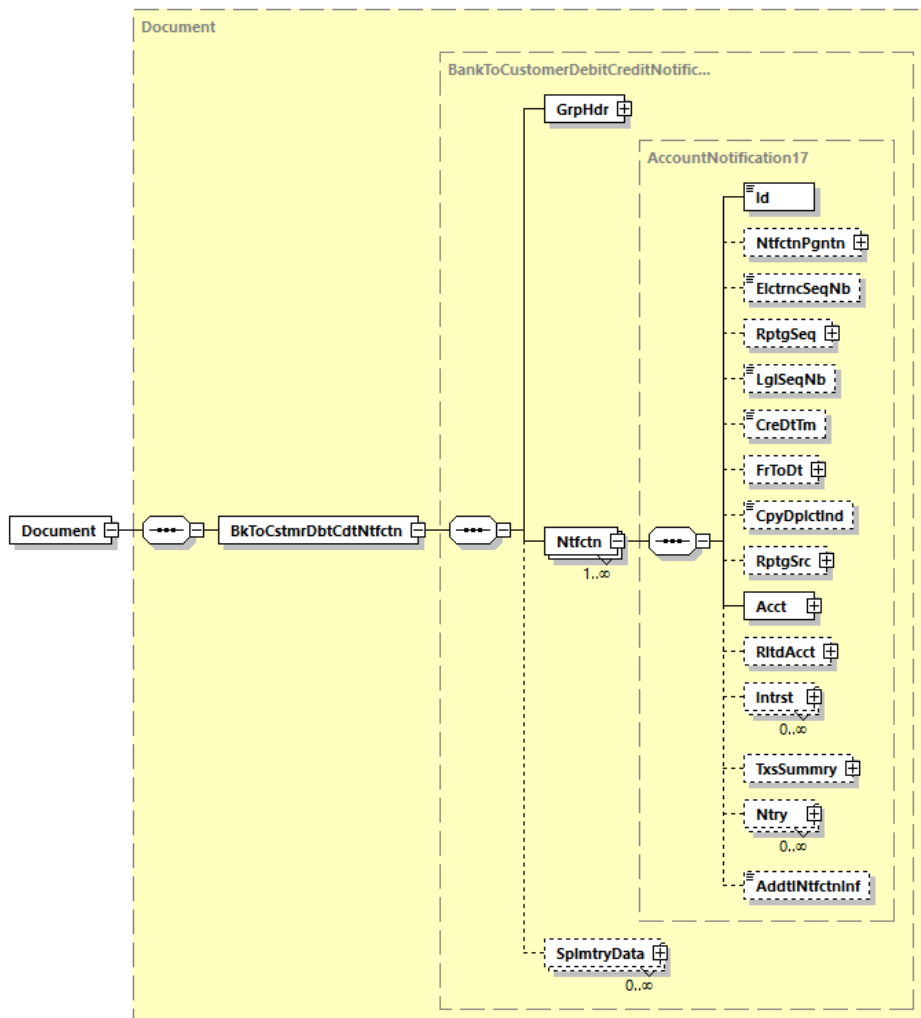 Document
BankToCustomerDebitCreditNotific...
GrpHdr
AccountNotification17
Id
NtfctnPgntn
ElctrncSeqNb
RptgSeq
LglSeqNb
CreDtTm
FrToDt
CpyDplctInd
RptgSrc
Document
BkToCstmrDbtCdtNtfctn
Ntfctn
1..∞
Acct
RltdAcct
Intrst
0..∞
TxsSummry
Ntry
0..∞
AddtlNtfctnInf
SplmtryData
0..∞